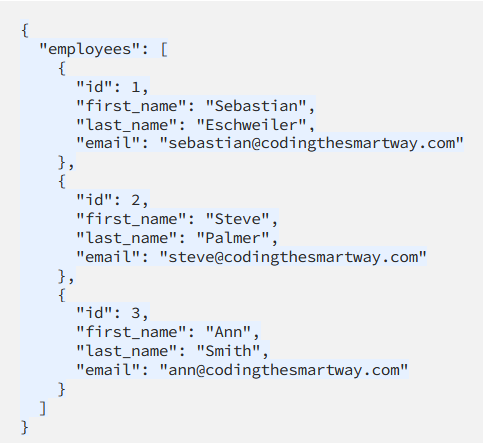 {
  "employees": [
    {
      "id": 1,
      "first_name": "Sebastian",
      "last_name": "Eschweiler",
      "email": "sebastian@codingthesmartway.com"
    },
    {
      "id": 2,
      "first_name": "Steve",
      "last_name": "Palmer",
      "email": "steve@codingthesmartway.com"
    },
    {
      "id": 3,
      "first_name": "Ann",
      "last_name": "Smith",
      "email": "ann@codingthesmartway.com"
    }
  ]
}